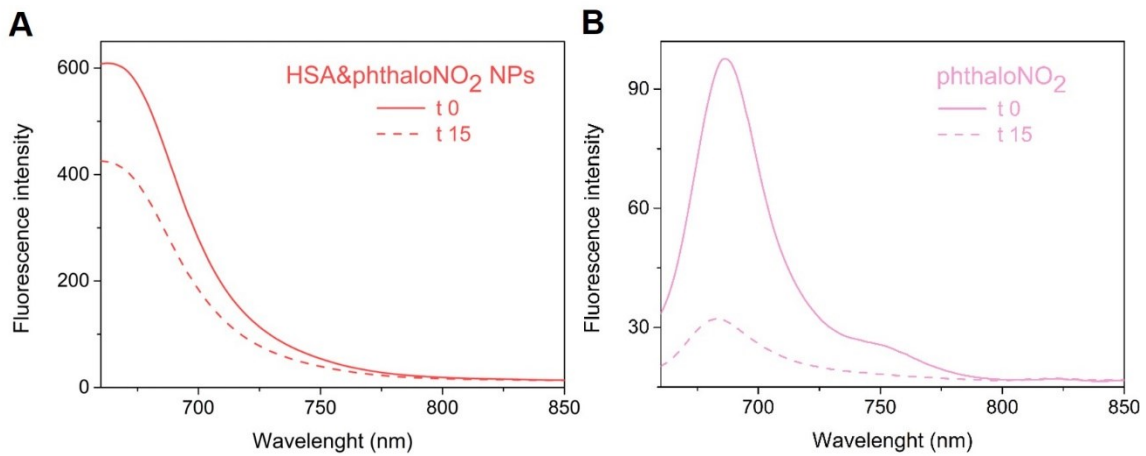 A
HSA&phthaloNO2 NPs
t 0
t 15
600
400
200
0
700
750
800
850
Fluorescence intensity
Wavelenght (nm)
B
phthaloNO2
t 0
t 15
90
60
30
700
750
800
850
Fluorescence intensity
Wavelenght (nm)